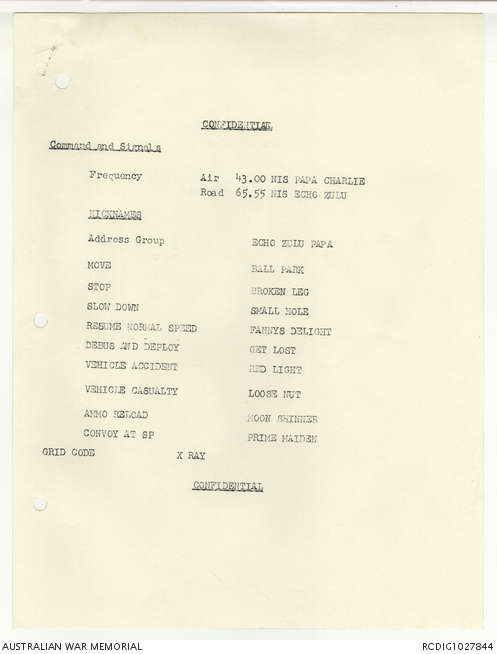 CONFIDENTIAL
Command and Signals
Frequency Air 43.00 NIS PAPA CHARLIE
Road 65.55 NIS ECHO ZULU
NICKNAMES
Address Group ECHO ZULU PAPA
MOVE BALL PARK
STOP BROKEN LEG
SLOW DOWN SMALL HOLE
RESUME NORMAL SPEED FANNYS DELIGHT
DEBUS AND DEPLOY GET LOST
VEHICLE ACCIDENT RED LIGHT
VEHICLE CASUALTY LOOSE NUT
AMMO RELOAD MOON SHINNER
CONVOY AT SP PRIME MAIDEN
GRID CODE X RAY
CONFIDENTIAL
AUSTRALIAN WAR MEMORIAL RCDIG1027844